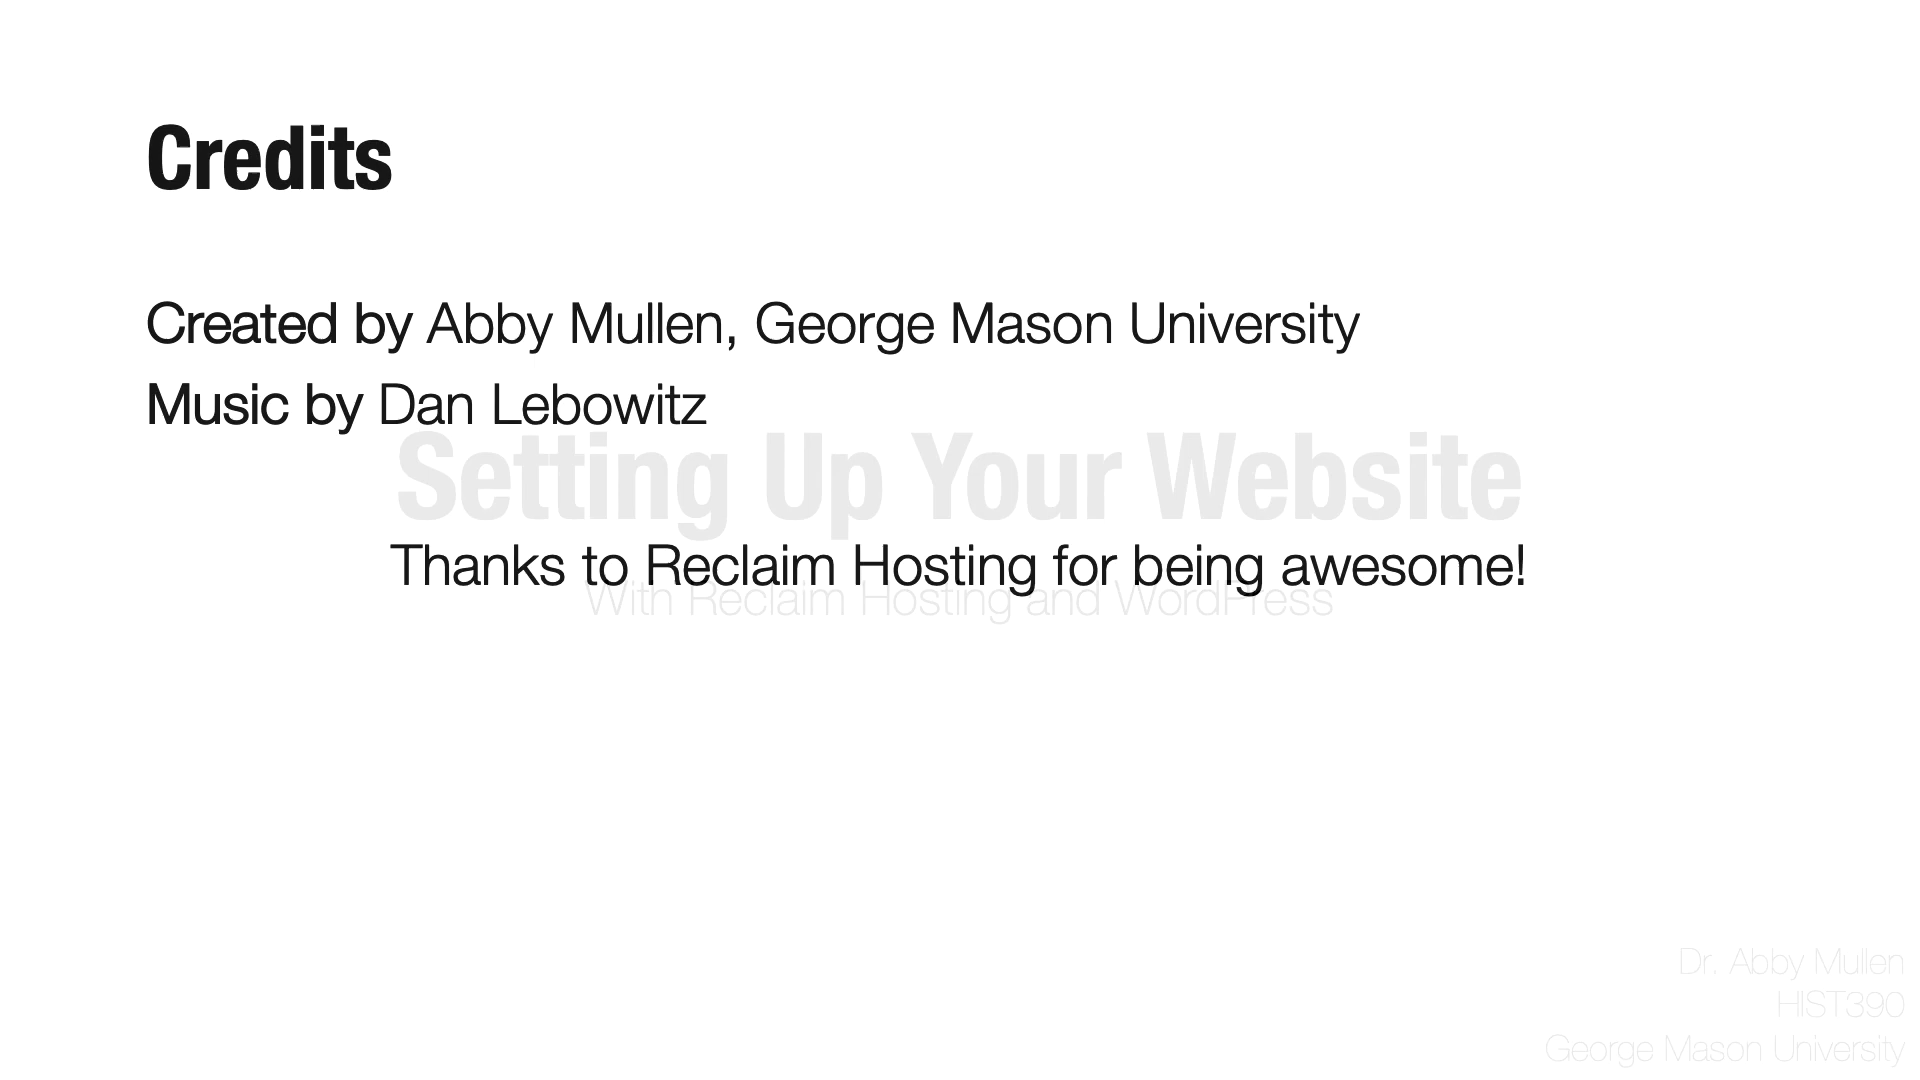 Credits
Created by Abby Mullen, George Mason University
Music by Dan Lebowitz
Setting Up Your Website
Thanks to Reclaim Hosting for being awesome!
With Reclaim Hosting and WordPress
Dr. Abby Mullen
HIST390
George Mason University